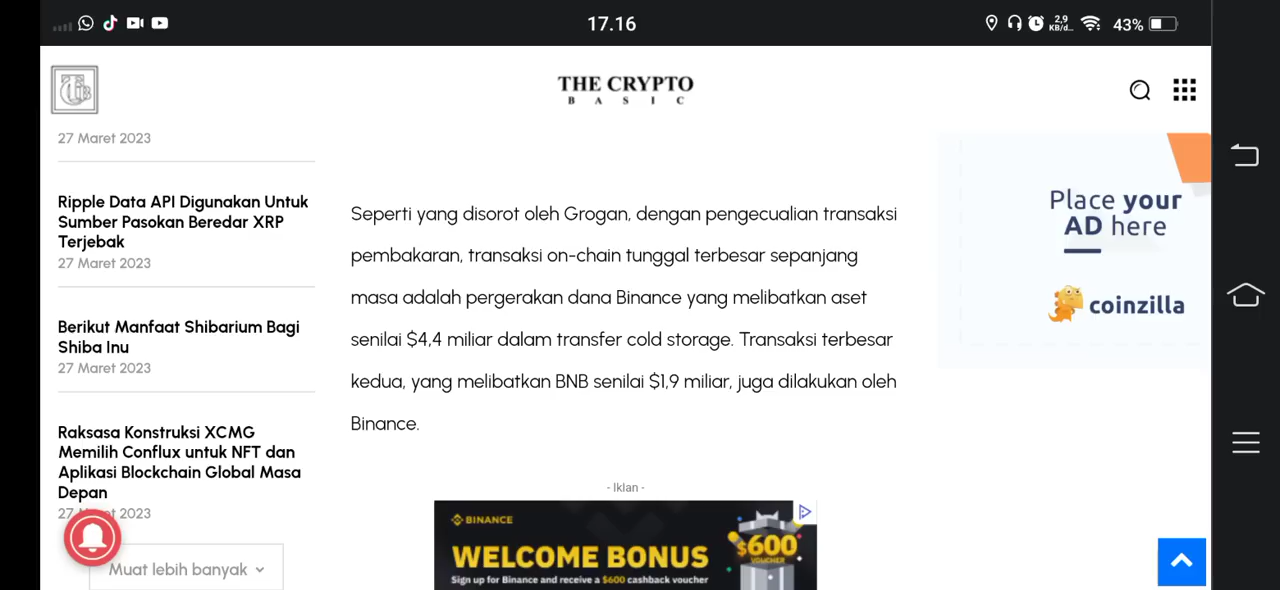 17.16
2,9
KB/d...
43%
THE CRYPTO
BASIC
27 Maret 2023
Ripple Data API Digunakan Untuk
Sumber Pasokan Beredar XRP
Terjebak
27 Maret 2023
Berikut Manfaat Shibarium Bagi
Shiba Inu
27 Maret 2023
Raksasa Konstruksi XCMG
Memilih Conflux untuk NFT dan
Aplikasi Blockchain Global Masa
Depan
2023
Muat lebih banyak
Seperti yang disorot oleh Grogan, dengan pengecualian transaksi
pembakaran, transaksi on-chain tunggal terbesar sepanjang
masa adalah pergerakan dana Binance yang melibatkan aset
senilai $4,4 miliar dalam transfer cold storage. Transaksi terbesar
kedua, yang melibatkan BNB senilai $1,9 miliar, juga dilakukan oleh
Binance.
- Iklan -
BINANCE
WELCOME BONUS
Sign up for Binance and receive a $600 cashback voucher
$600
VOUCHER
Place your
AD here
coinzilla